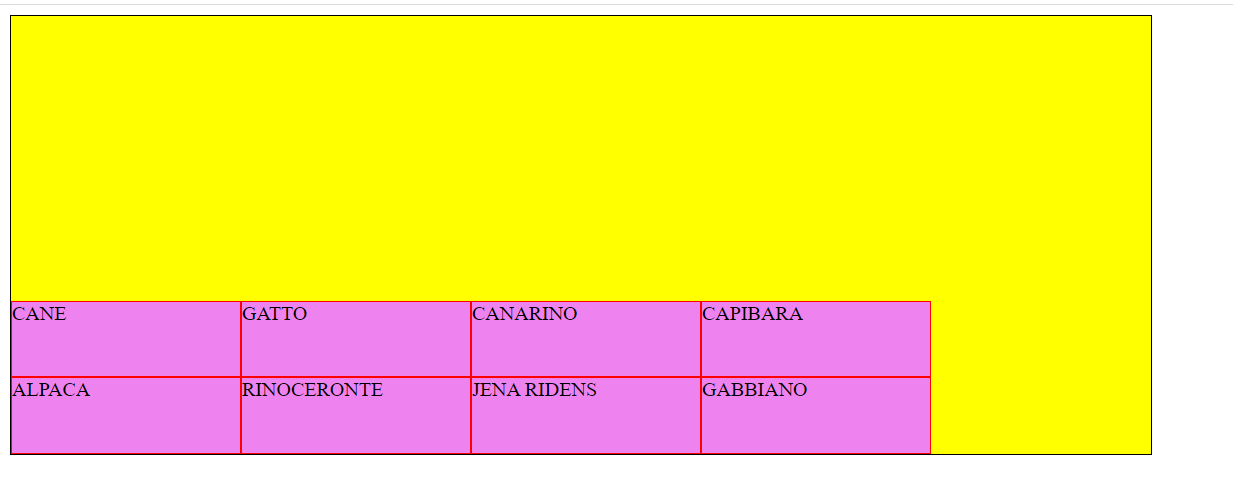 CANE GATTO CANARINO CAPIBARA
ALPACA RINOCERONTE JENA RIDENS GABBIANO